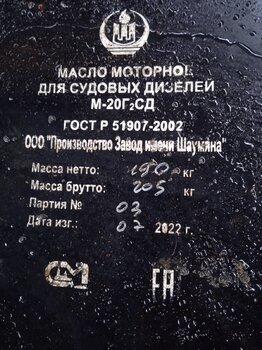 МАСЛО МОТОРНОЕ
ДЛЯ СУДОВЫХ ДИЗЕЛЕЙ
М-20Г₂СД
ГОСТ Р 51907-2002
ООО "Производство Завод имени Шаумяна"
Масса нетто: 190 кг
Масса брутто: 205 кг
Партия № 03
Дата изг.: 07 2022 г.
ЕАС